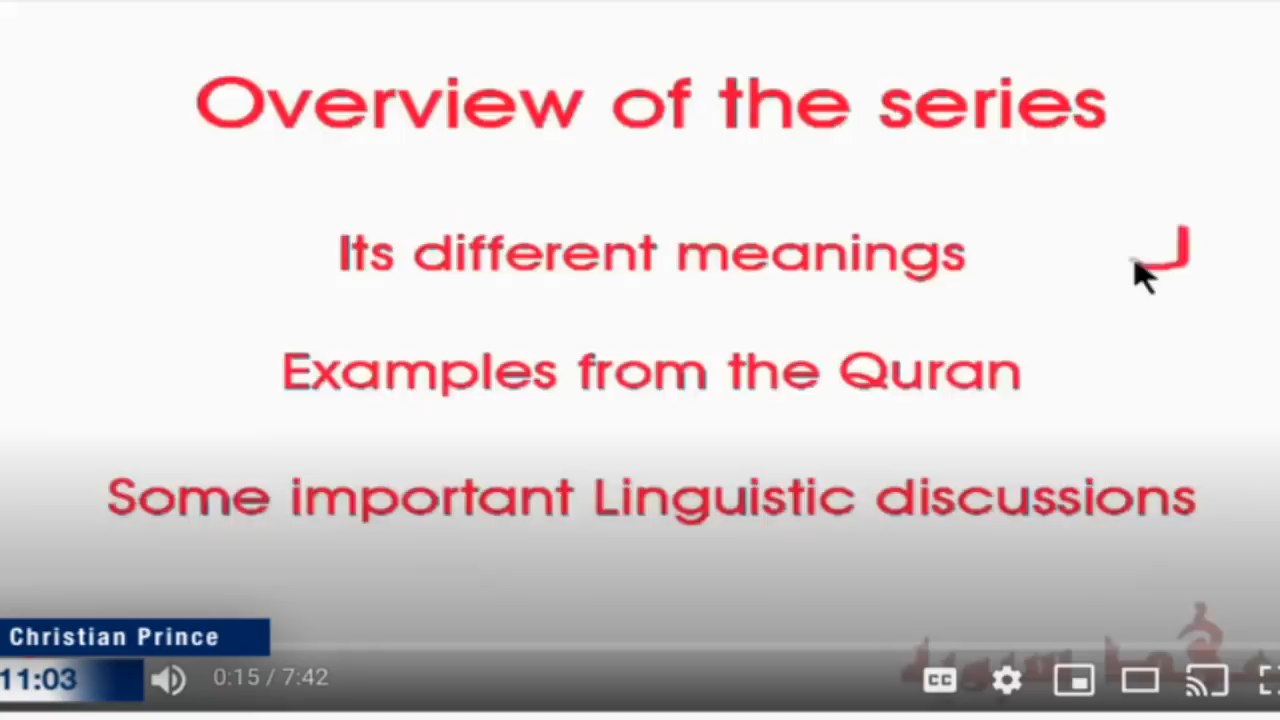 Overview of the series
Its different meanings
Examples from the Quran
Some important Linguistic discussions
Christian Prince
11:03
0:15 / 7:42
CC